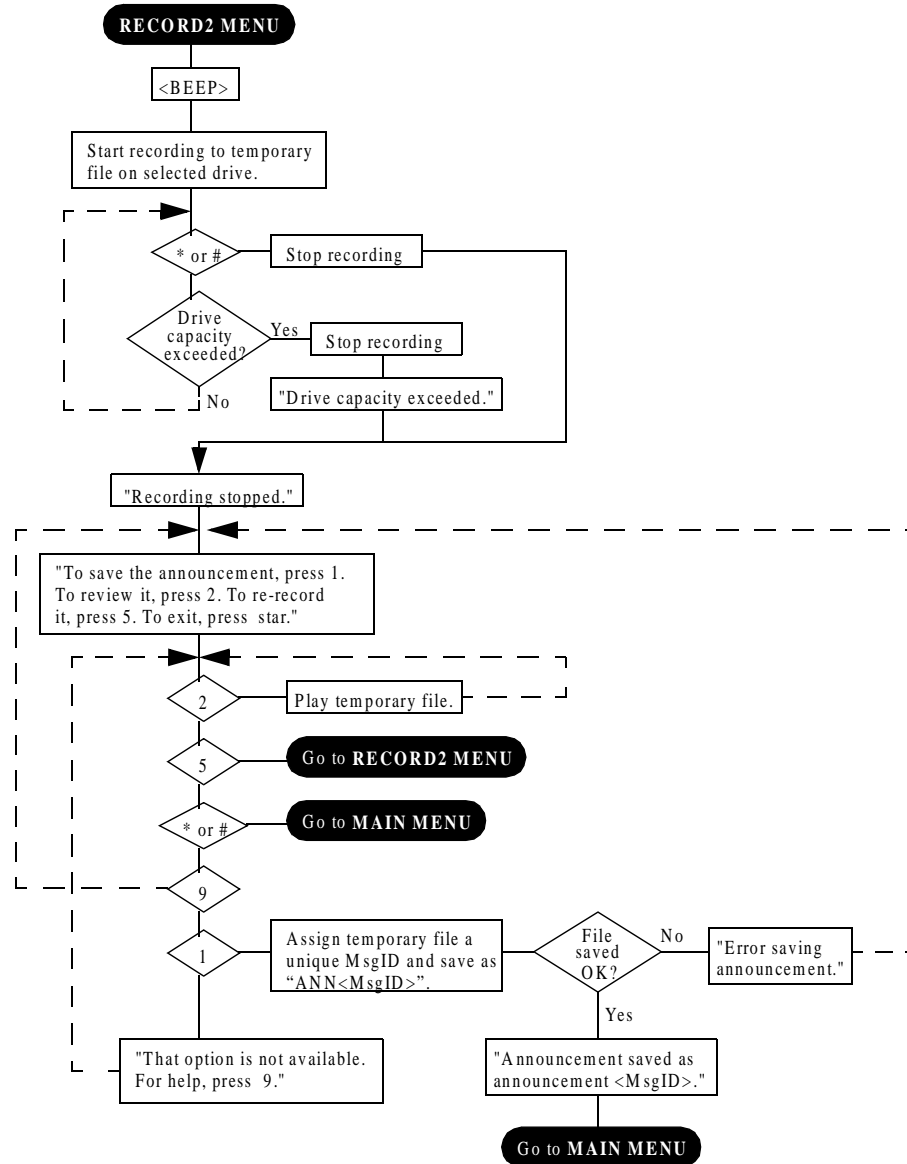 RECORD2 MENU
<BEEP>
Start recording to temporary
file on selected drive.
* or #
Stop recording
Drive
capacity
exceeded?
Yes
Stop recording
No
"Drive capacity exceeded."
"Recording stopped."
"To save the announcement, press 1.
To review it, press 2. To re-record
it, press 5. To exit, press star."
2
Play temporary file.
5
Go to RECORD2 MENU
* or #
Go to MAIN MENU
9
1
Assign temporary file a
unique MsgID and save as
“ANN<MsgID>”.
File
saved
OK?
No
"Error saving
announcement."
Yes
"That option is not available.
For help, press 9."
"Announcement saved as
announcement <MsgID>."
Go to MAIN MENU